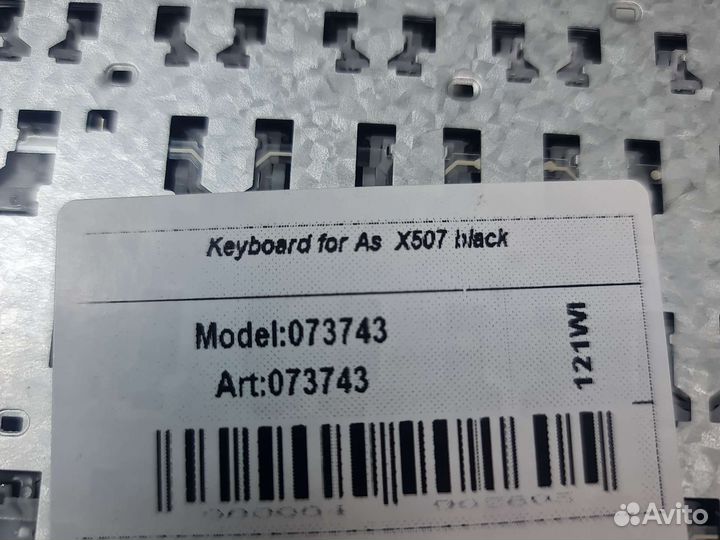 Keyboard for As X507 black
Model:073743
Art:073743
121WI
Avito